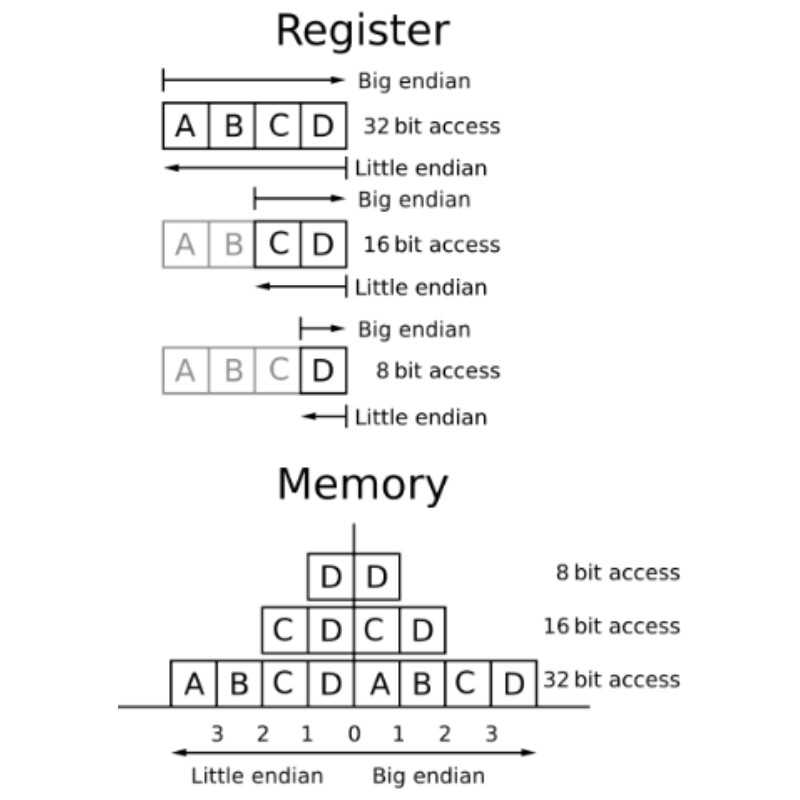 Register
Big endian
A B C D 32 bit access
Little endian
Big endian
A B C D 16 bit access
Little endian
Big endian
A B C D 8 bit access
Little endian
Memory
D D 8 bit access
C D C D 16 bit access
A B C D A B C D 32 bit access
3 2 1 0 1 2 3
Little endian Big endian